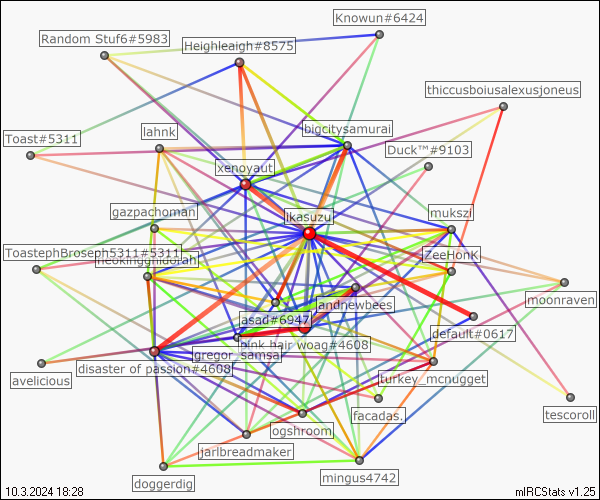 Knowun#6424
Random Stuf6#5983
Heighleaigh#8575
thiccusboiusalexusjoneus
bigcitysamurai
lahnk
Toast#5311
Duck™#9103
xenoyaut
gazpachoman
Ikasuzu
mukszi
ToastephBroseph5311#5311
ZeeHonK
moonraven
andnewbees
asad#6947
default#0617
pink hair woag#4608
gregor_samsa
disaster of passion#4608
avelicious
turkey_mcnugget
facadas.
tescoroll
ogshroom
jarlbreadmaker
doggerdig
mingus4742
10.3.2024 18:28
mIRCStats v1.25